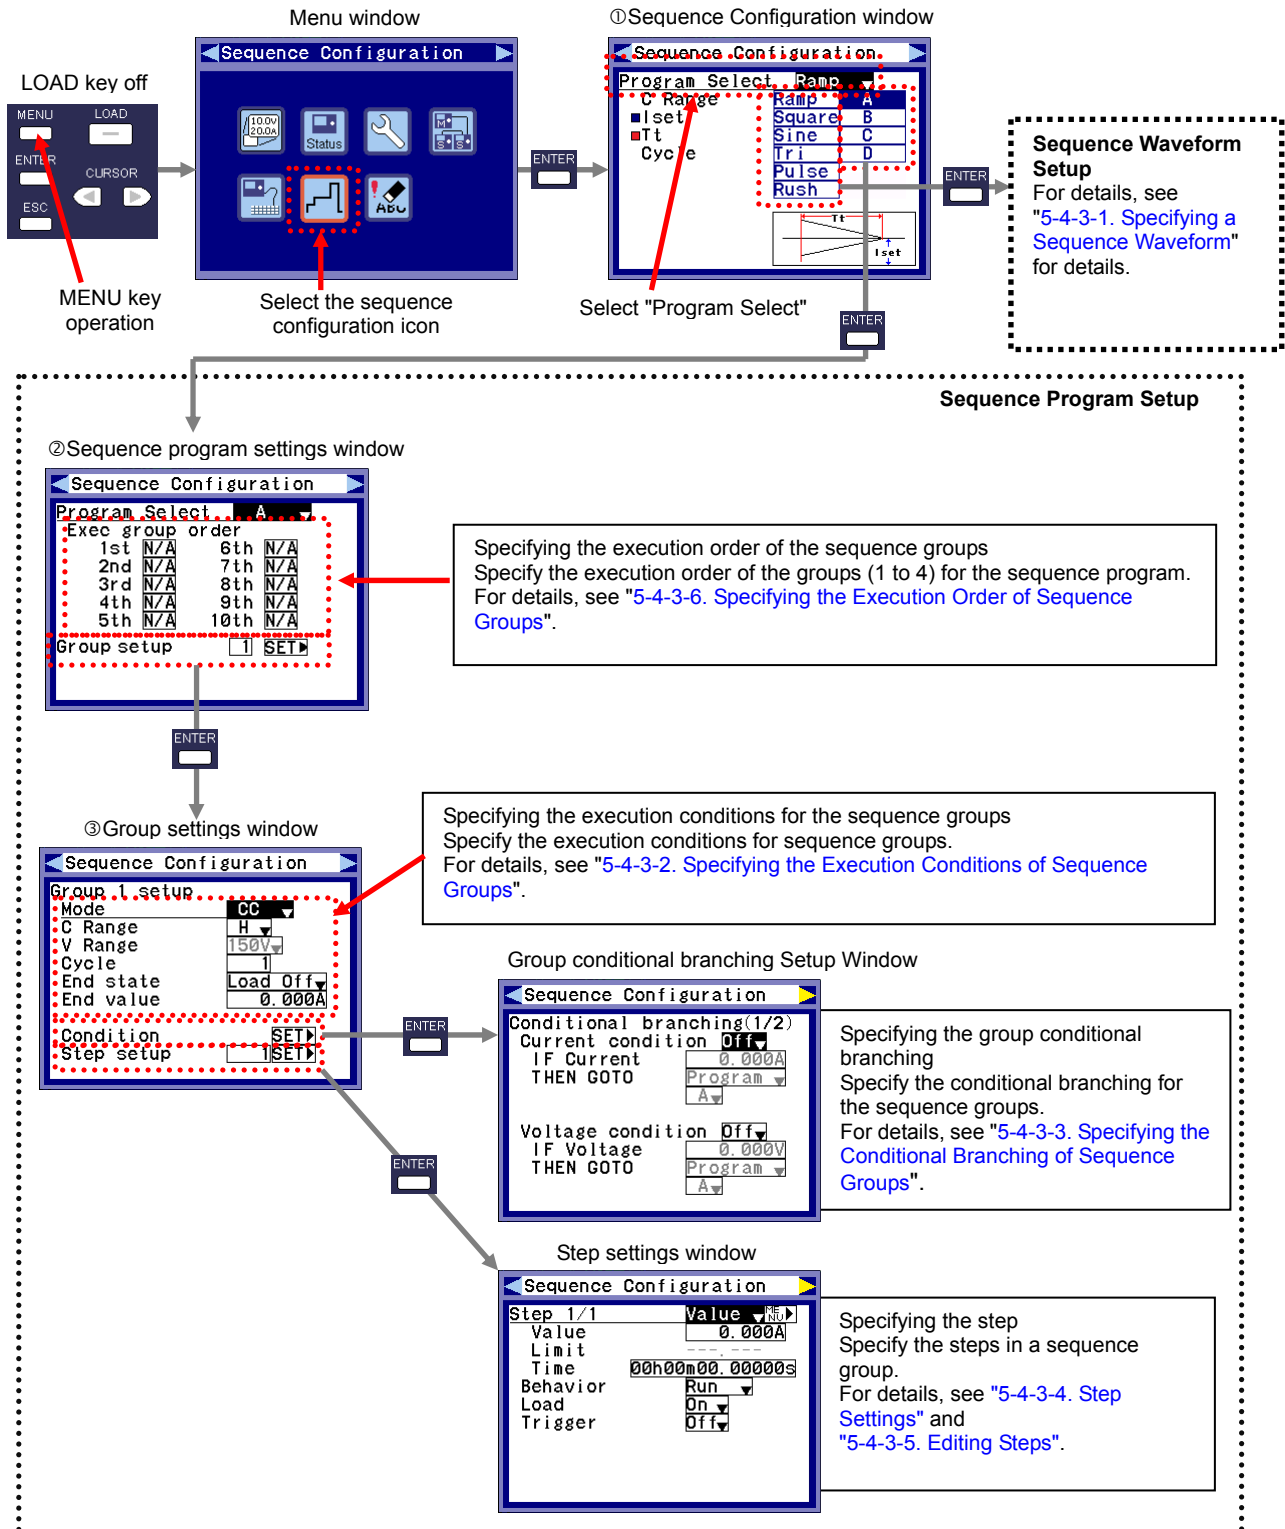 Menu window
①Sequence Configuration window
LOAD key off
MENU
LOAD
ENTER
CURSOR
ESC
MENU key
operation
Sequence Configuration
10.0V
20.0A
Status
M
S S
ABC
Select the sequence
configuration icon
ENTER
Sequence Configuration
Program Select Ramp
C Range
Iset
Tt
Cycle
Ramp A
Square B
Sine C
Tri D
Pulse
Rush
Tt
Iset
Select "Program Select"
ENTER
ENTER
Sequence Waveform
Setup
For details, see
"5-4-3-1. Specifying a
Sequence Waveform"
for details.
Sequence Program Setup
②Sequence program settings window
Sequence Configuration
Program Select A
Exec group order
1st N/A 6th N/A
2nd N/A 7th N/A
3rd N/A 8th N/A
4th N/A 9th N/A
5th N/A 10th N/A
Group setup 1 SET
Specifying the execution order of the sequence groups
Specify the execution order of the groups (1 to 4) for the sequence program.
For details, see "5-4-3-6. Specifying the Execution Order of Sequence
Groups".
ENTER
③Group settings window
Sequence Configuration
Group 1 setup
Mode CC
C Range H
V Range 150V
Cycle 1
End state Load Off
End value 0.000A
Condition SET
Step setup 1 SET
Specifying the execution conditions for the sequence groups
Specify the execution conditions for sequence groups.
For details, see "5-4-3-2. Specifying the Execution Conditions of Sequence
Groups".
ENTER
ENTER
Group conditional branching Setup Window
Sequence Configuration
Conditional branching(1/2)
Current condition Off
IF Current 0.000A
THEN GOTO Program
A
Voltage condition Off
IF Voltage 0.000V
THEN GOTO Program
A
Specifying the group conditional
branching
Specify the conditional branching for
the sequence groups.
For details, see "5-4-3-3. Specifying the
Conditional Branching of Sequence
Groups".
Step settings window
Sequence Configuration
Step 1/1 Value MENU
Value 0.000A
Limit ---.---
Time 00h00m00.00000s
Behavior Run
Load On
Trigger Off
Specifying the step
Specify the steps in a sequence
group.
For details, see "5-4-3-4. Step
Settings" and
"5-4-3-5. Editing Steps".